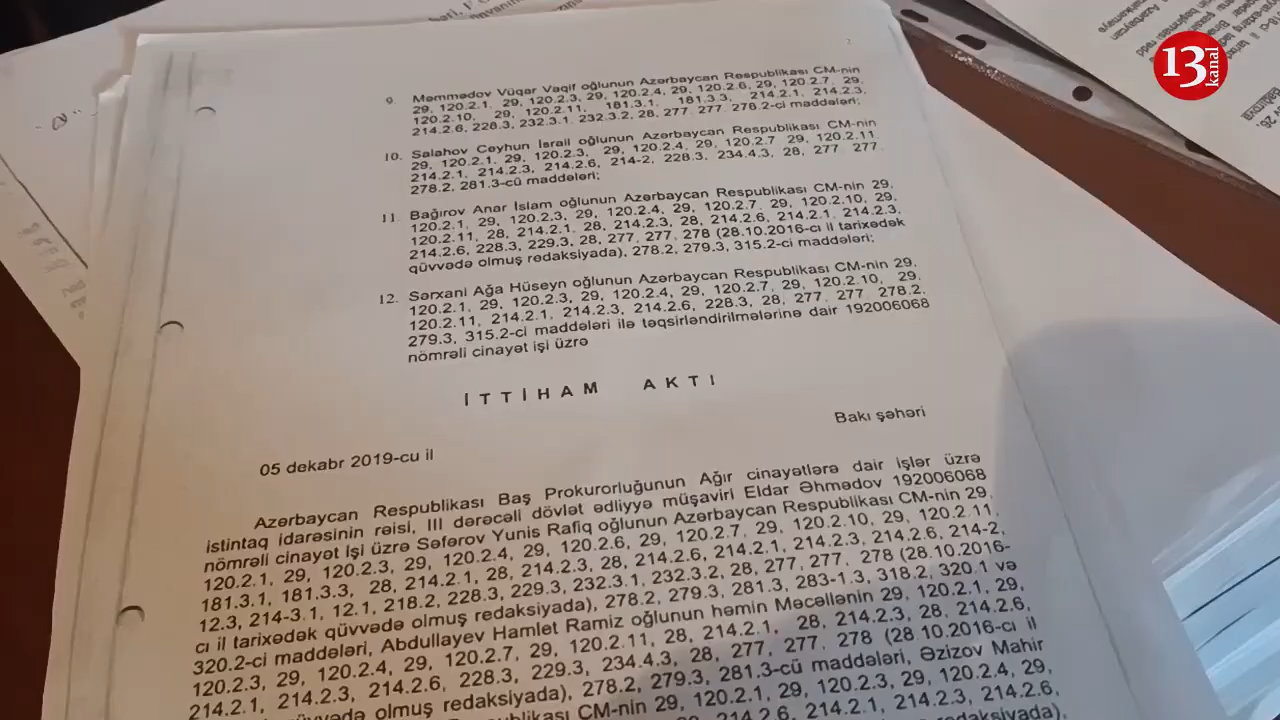 13 kanal
9. Məmmədov Vüqar Vaqif oğlunun Azərbaycan Respublikası CM-nin
29, 120.2.1, 29, 120.2.3, 29, 120.2.4, 29, 120.2.6, 29, 120.2.7, 29,
120.2.10, 29, 120.2.11, 181.3.1, 181.3.3, 214.2.1, 214.2.3,
214.2.6, 228.3, 232.3.1, 232.3.2, 28, 277, 277, 278.2-ci maddələri;
10. Salahov Ceyhun İsrail oğlunun Azərbaycan Respublikası CM-nin
29, 120.2.1, 29, 120.2.3, 29, 120.2.4, 29, 120.2.7, 29, 120.2.11,
214.2.1, 214.2.3, 214.2.6, 214-2, 228.3, 234.4.3, 28, 277, 277,
278.2, 281.3-cü maddələri;
11. Bağırov Anar İslam oğlunun Azərbaycan Respublikası CM-nin 29,
120.2.1, 29, 120.2.3, 29, 120.2.4, 29, 120.2.7, 29, 120.2.10, 29,
120.2.11, 28, 214.2.1, 28, 214.2.3, 28, 214.2.6, 214.2.1, 214.2.3,
214.2.6, 228.3, 229.3, 28, 277, 277, 278 (28.10.2016-cı il tarixədək
qüvvədə olmuş redaksiyada), 278.2, 279.3, 315.2-ci maddələri;
12. Sərxani Ağa Hüseyn oğlunun Azərbaycan Respublikası CM-nin 29,
120.2.1, 29, 120.2.3, 29, 120.2.4, 29, 120.2.7, 29, 120.2.10, 29,
120.2.11, 214.2.1, 214.2.3, 214.2.6, 228.3, 28, 277, 277, 278.2,
279.3, 315.2-ci maddələri ilə təqsirləndirilmələrinə dair 192006068
nömrəli cinayət işi üzrə
İTTİHAM AKTI
Bakı şəhəri
05 dekabr 2019-cu il
Azərbaycan Respublikası Baş Prokurorluğunun Ağır cinayətlərə dair işlər üzrə
istintaq idarəsinin rəisi, III dərəcəli dövlət ədliyyə müşaviri Eldar Əhmədov 192006068
nömrəli cinayət işi üzrə Səfərov Yunis Rafiq oğlunun Azərbaycan Respublikası CM-nin 29,
120.2.1, 29, 120.2.3, 29, 120.2.4, 29, 120.2.6, 29, 120.2.7, 29, 120.2.10, 29, 120.2.11,
181.3.1, 181.3.3, 28, 214.2.1, 28, 214.2.3, 28, 214.2.6, 214.2.1, 214.2.3, 214.2.6, 214-2,
12.3, 214-3.1, 12.1, 218.2, 228.3, 229.3, 232.3.1, 232.3.2, 28, 277, 277, 278 (28.10.2016-
cı il tarixədək qüvvədə olmuş redaksiyada), 278.2, 279.3, 281.3, 283-1.3, 318.2, 320.1 və
320.2-ci maddələri, Abdullayev Hamlet Ramiz oğlunun həmin Məcəllənin 29, 120.2.1, 29,
120.2.3, 29, 120.2.4, 29, 120.2.7, 29, 120.2.11, 28, 214.2.1, 28, 214.2.3, 28, 214.2.6,
214.2.1, 214.2.3, 214.2.6, 228.3, 229.3, 234.4.3, 28, 277, 277, 278 (28.10.2016-cı il
qüvvədə olmuş redaksiyada), 278.2, 279.3, 281.3-cü maddələri, Əzizov Mahir
CM-nin 29, 120.2.1, 29, 120.2.3, 29, 120.2.4, 29,
214.2.6, 214.2.1, 214.2.3, 214.2.6,